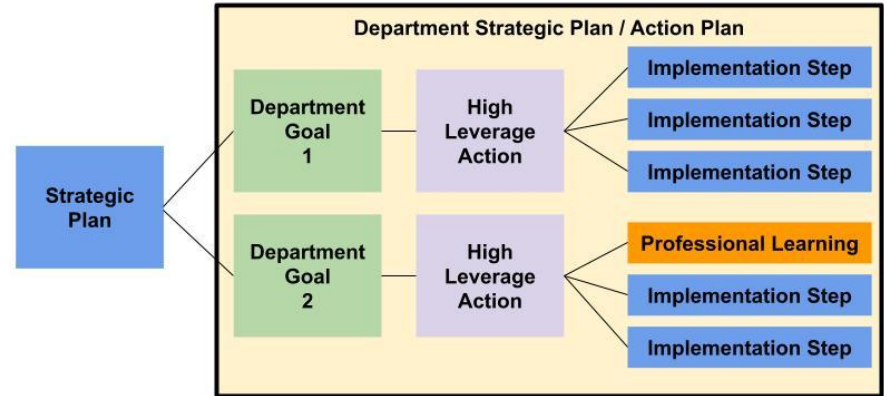 Department Strategic Plan / Action Plan
Strategic
Plan
Department
Goal
1
High
Leverage
Action
Implementation Step
Implementation Step
Implementation Step
Department
Goal
2
High
Leverage
Action
Professional Learning
Implementation Step
Implementation Step